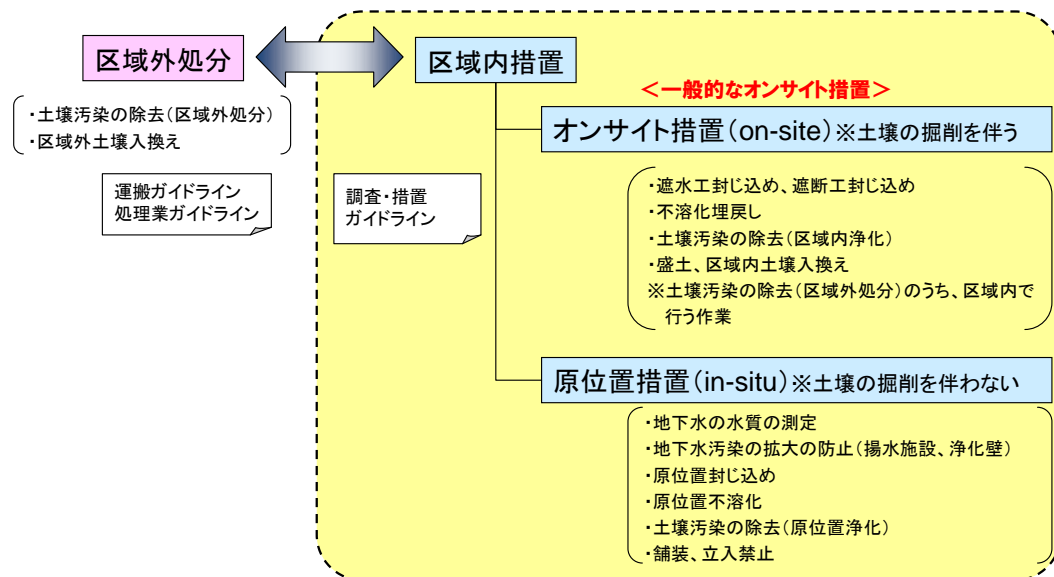 区域外処分
・土壌汚染の除去(区域外処分)
・区域外土壌入換え
運搬ガイドライン
処理業ガイドライン
区域内措置
調査・措置
ガイドライン
<一般的なオンサイト措置>
オンサイト措置(on-site)※土壌の掘削を伴う
・遮水工封じ込め、遮断工封じ込め
・不溶化埋戻し
・土壌汚染の除去(区域内浄化)
・盛土、区域内土壌入換え
※土壌汚染の除去(区域外処分)のうち、区域内で
行う作業
原位置措置(in-situ)※土壌の掘削を伴わない
・地下水の水質の測定
・地下水汚染の拡大の防止(揚水施設、浄化壁)
・原位置封じ込め
・原位置不溶化
・土壌汚染の除去(原位置浄化)
・舗装、立入禁止